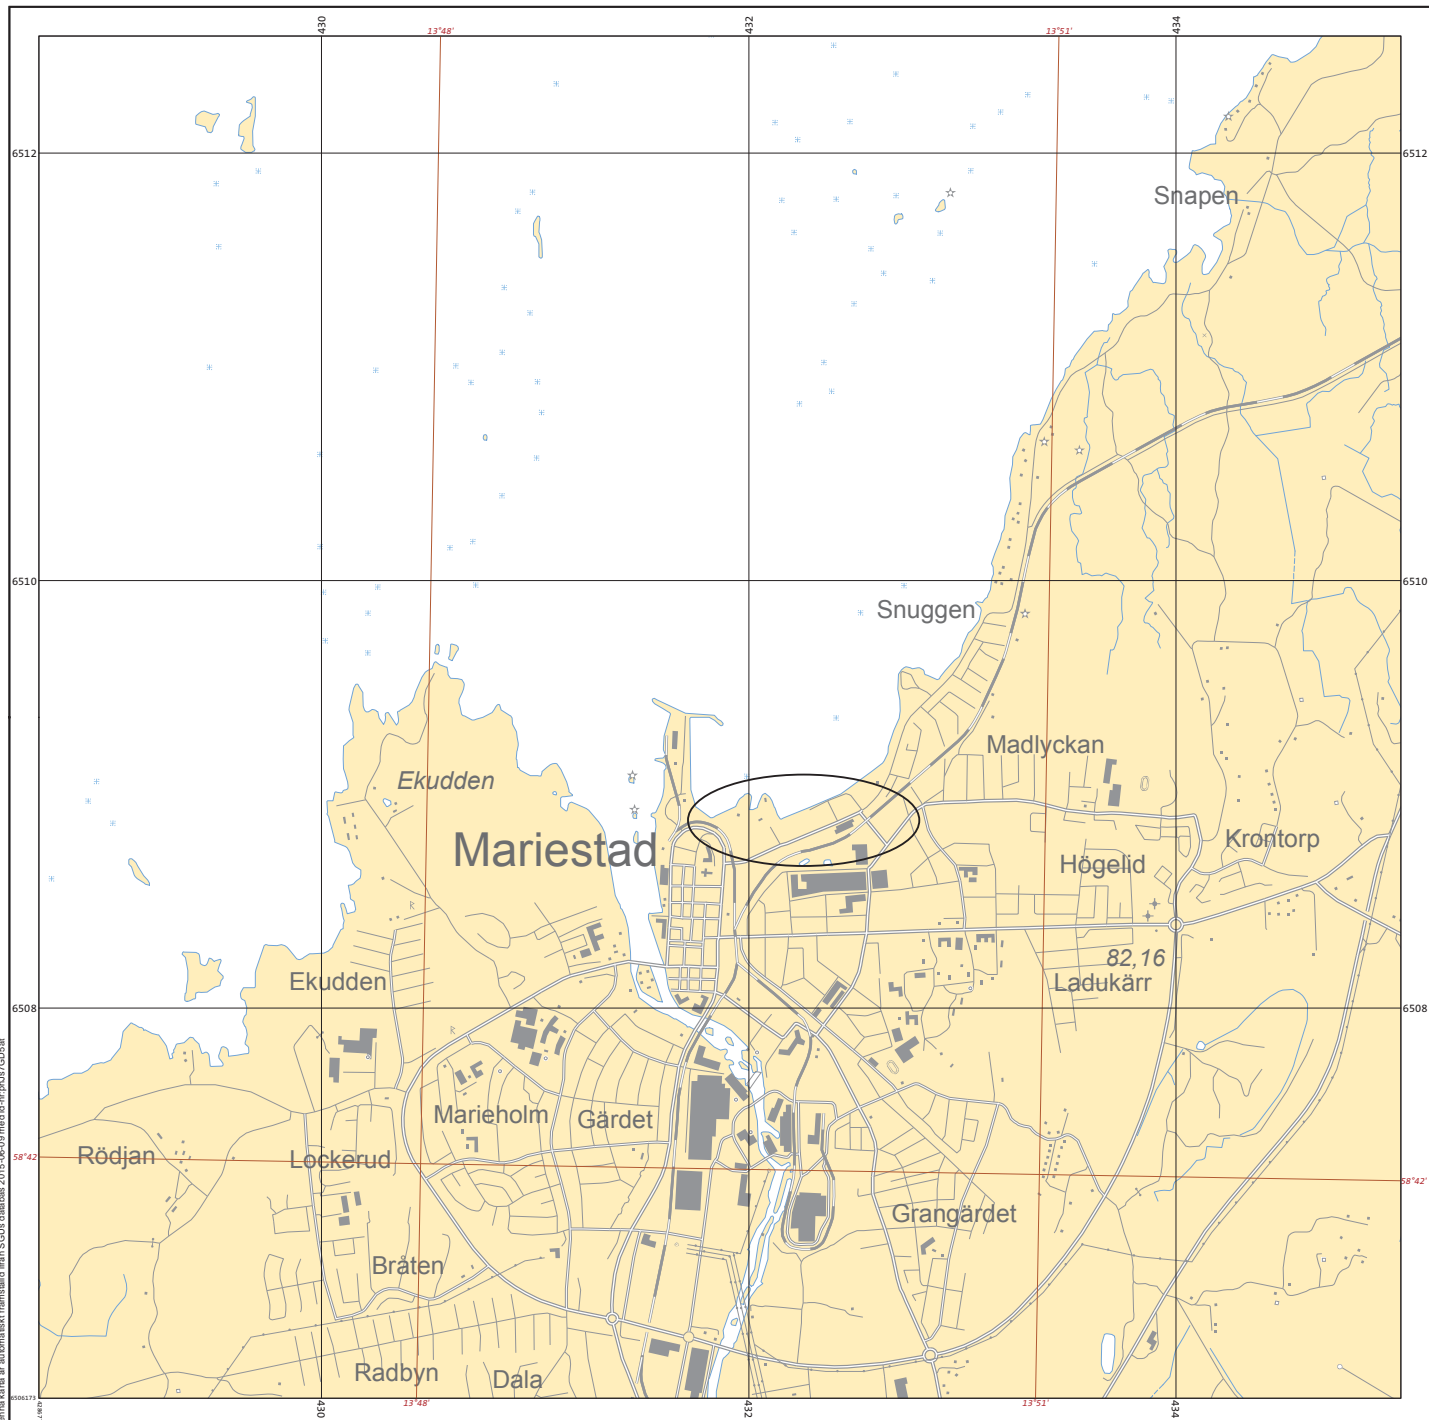 430
432
434
13°48'
13°51'
6512
6512
Snapen
6510
6510
Snuggen
Madlyckan
Ekudden
Mariestad
Krontorp
Högelid
82,16
Ekudden
Ladukärr
6508
6508
Marieholm
Gärdet
Rödjan
58°42'
Lockerud
58°42'
Grangärdet
Bråten
Radbyn
Dala
6506173
430
13°48'
432
13°51'
434